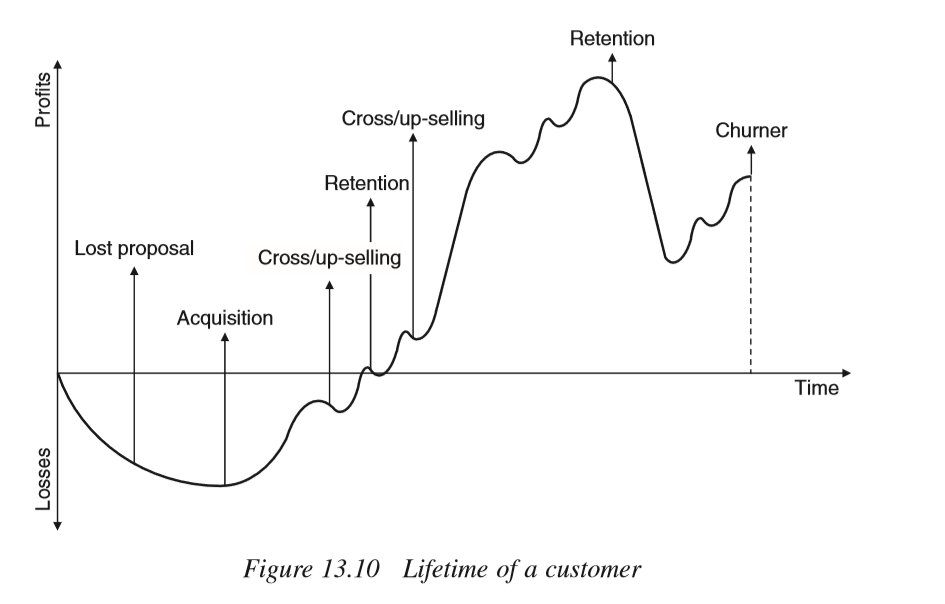 Retention
Profits
Cross/up-selling
Churner
Retention
Lost proposal
Cross/up-selling
Acquisition
Time
Losses
Figure 13.10 Lifetime of a customer